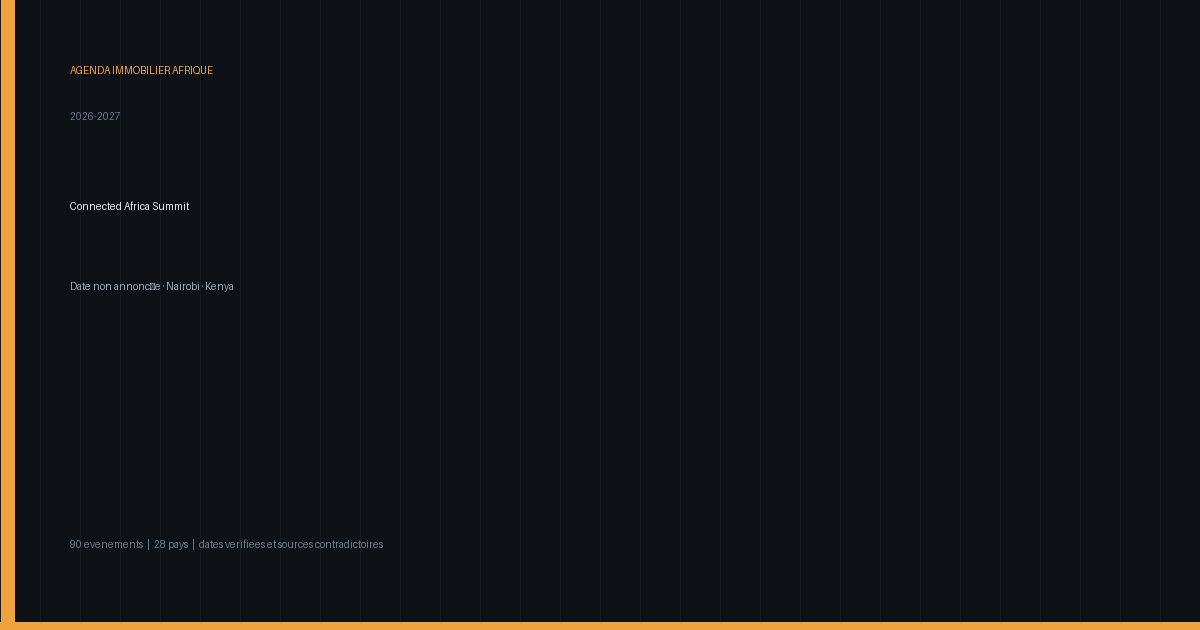 AGENDA IMMOBILIER AFRIQUE
2026-2027
Connected Africa Summit
Date non annonc▯e · Nairobi · Kenya
90 evenements | 28 pays | dates verifiees et sources contradictoires